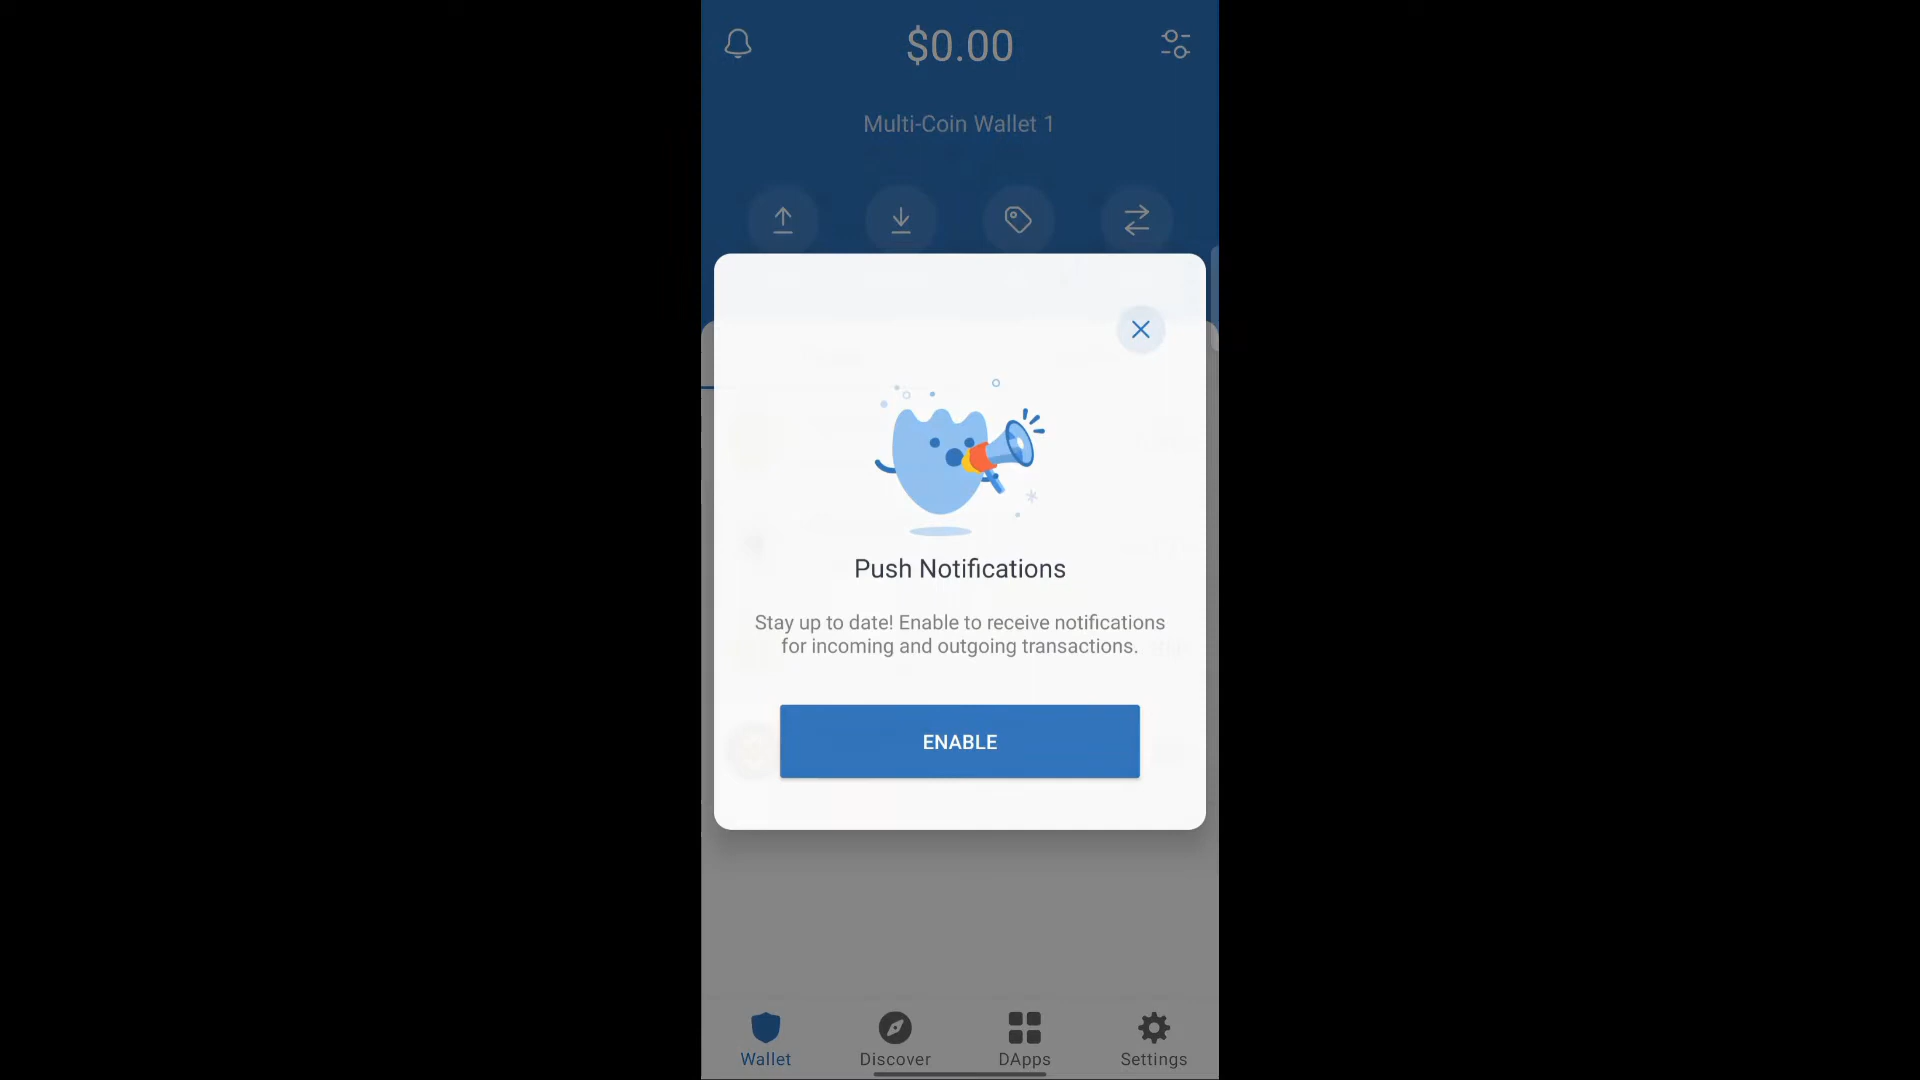 $0.00
Multi-Coin Wallet 1
Push Notifications
Stay up to date! Enable to receive notifications
for incoming and outgoing transactions.
ENABLE
Wallet
Discover
DApps
Settings